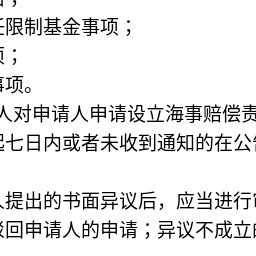 限制基金事项；
；
事项。
人对申请人申请设立海事赔偿责
起七日内或者未收到通知的在公告
人提出的书面异议后，应当进行审
驳回申请人的申请；异议不成立的